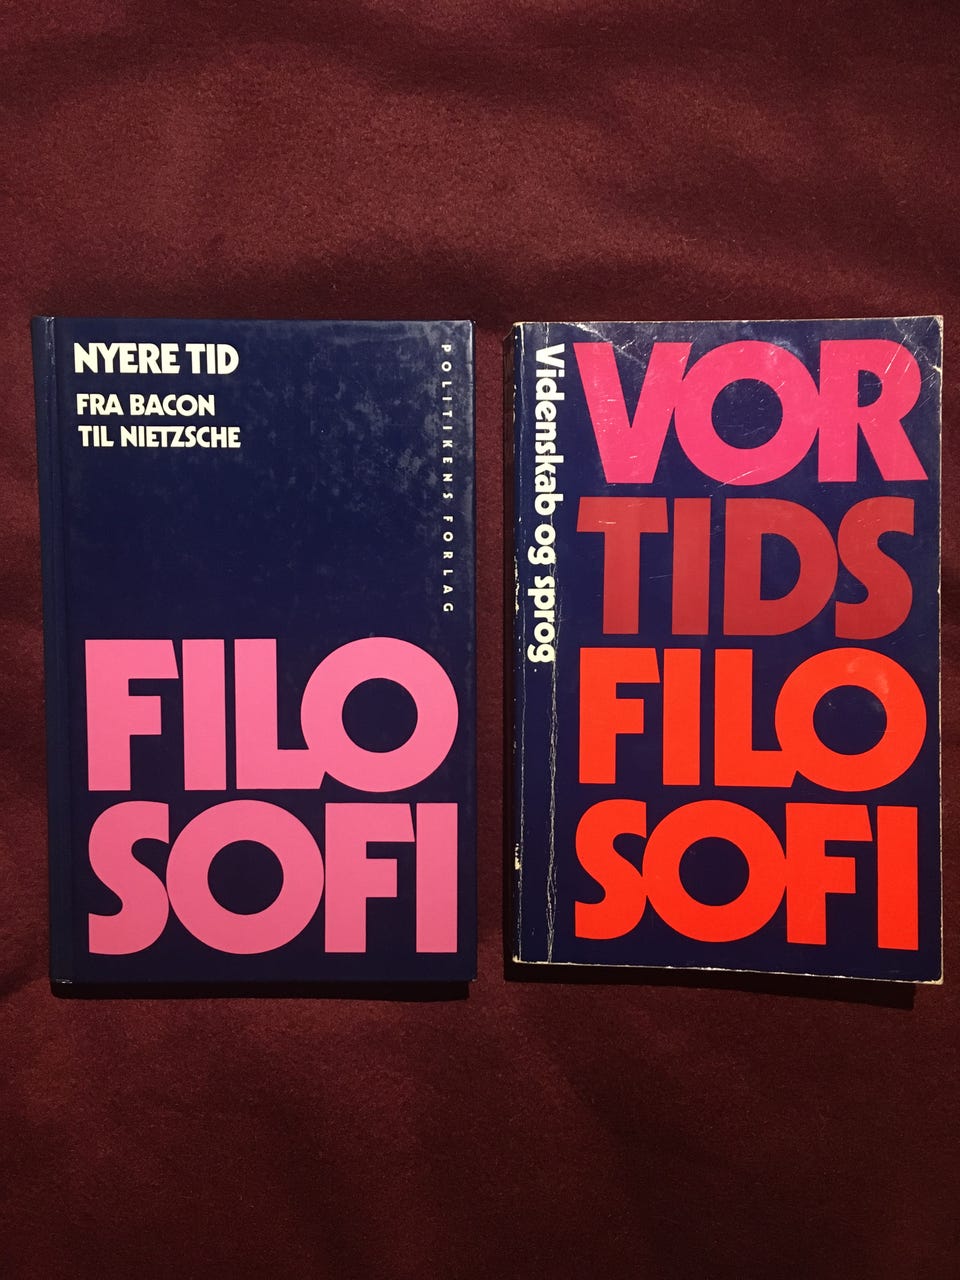 NYERE TID
FRA BACON
TIL NIETZSCHE
POLITIKENS FORLAG
FILO
SOFI
Videnskab og sprog
VOR
TIDS
FILO
SOFI